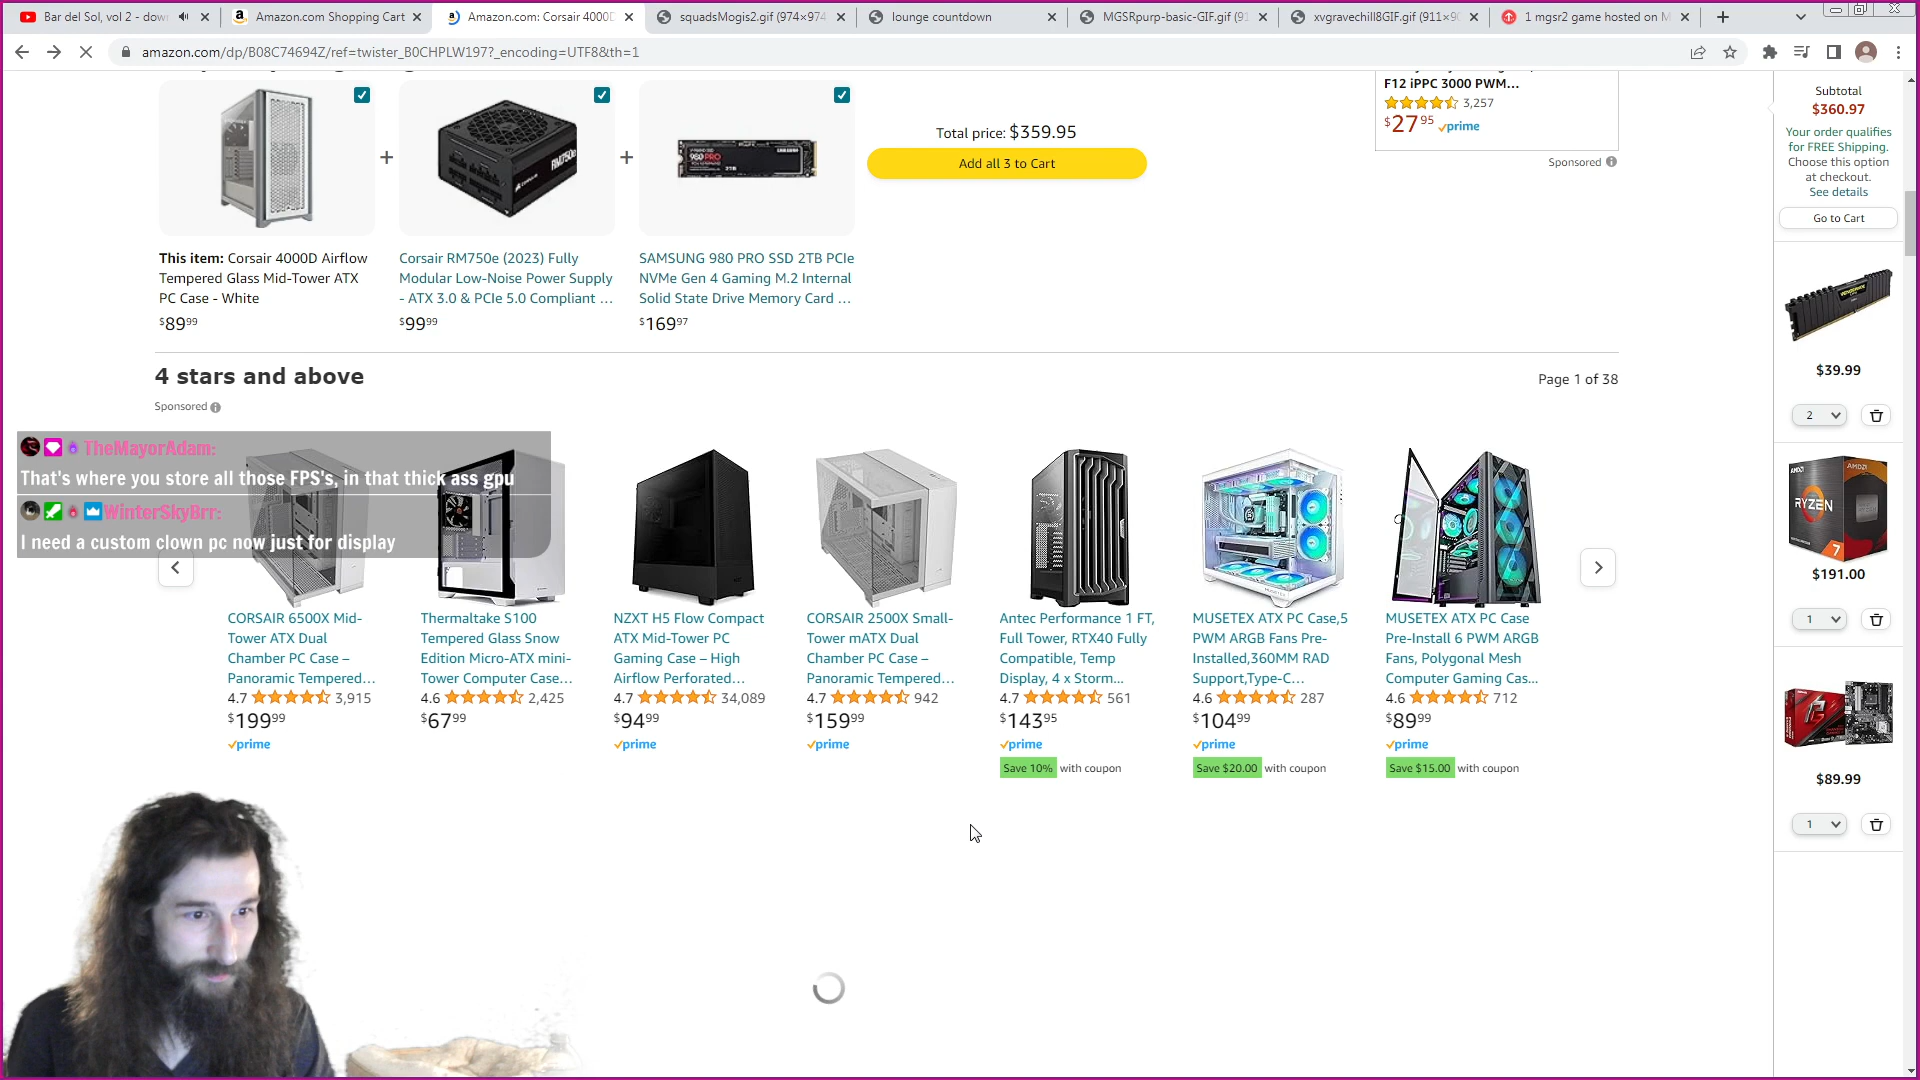 Bar del Sol, vol 2 - dow
Amazon.com Shopping Cart
Amazon.com: Corsair 4000D
squadsMogis2.gif (974×974
lounge countdown
MGSRpurp-basic-GIF.gif (91
xvgravechill8GIF.gif (911×90
1 mgsr2 game hosted on M
amazon.com/dp/B08C74694Z/ref=twister_B0CHPLW197?_encoding=UTF8&th=1
F12 iPPC 3000 PWM...
3,257
$27 95 prime
Sponsored
Subtotal
$360.97
Your order qualifies
for FREE Shipping.
Choose this option
at checkout.
See details
Go to Cart
Total price: $359.95
Add all 3 to Cart
This item: Corsair 4000D Airflow
Tempered Glass Mid-Tower ATX
PC Case - White
$89 99
Corsair RM750e (2023) Fully
Modular Low-Noise Power Supply
- ATX 3.0 & PCIe 5.0 Compliant ...
$99 99
SAMSUNG 980 PRO SSD 2TB PCIe
NVMe Gen 4 Gaming M.2 Internal
Solid State Drive Memory Card ...
$169 97
RM750e
980 PRO
$39.99
2
4 stars and above
Page 1 of 38
Sponsored
TheMayorAdam:
That's where you store all those FPS's, in that thick ass gpu
WinterSkyBrr:
I need a custom clown pc now just for display
CORSAIR 6500X Mid-
Tower ATX Dual
Chamber PC Case –
Panoramic Tempered...
4.7 3,915
$199 99
prime
Thermaltake S100
Tempered Glass Snow
Edition Micro-ATX mini-
Tower Computer Case...
4.6 2,425
$67 99
NZXT H5 Flow Compact
ATX Mid-Tower PC
Gaming Case – High
Airflow Perforated...
4.7 34,089
$94 99
prime
CORSAIR 2500X Small-
Tower mATX Dual
Chamber PC Case –
Panoramic Tempered...
4.7 942
$159 99
prime
Antec Performance 1 FT,
Full Tower, RTX40 Fully
Compatible, Temp
Display, 4 x Storm...
4.7 561
$143 95
prime
Save 10% with coupon
MUSETEX ATX PC Case,5
PWM ARGB Fans Pre-
Installed,360MM RAD
Support,Type-C...
4.6 287
$104 99
prime
Save $20.00 with coupon
MUSETEX ATX PC Case
Pre-Install 6 PWM ARGB
Fans, Polygonal Mesh
Computer Gaming Cas...
4.6 712
$89 99
prime
Save $15.00 with coupon
AMD
RYZEN
7
$191.00
1
$89.99
1